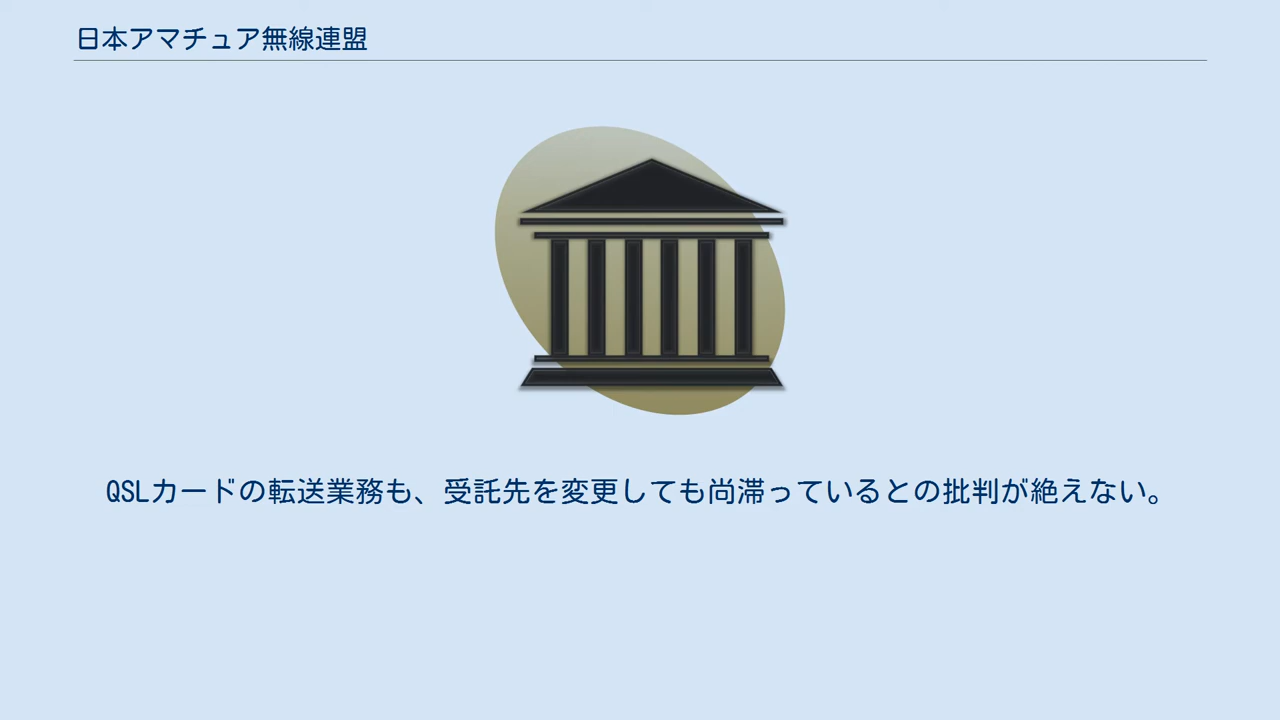 日本アマチュア無線連盟
QSLカードの転送業務も、受託先を変更しても尚滞っているとの批判が絶えない。